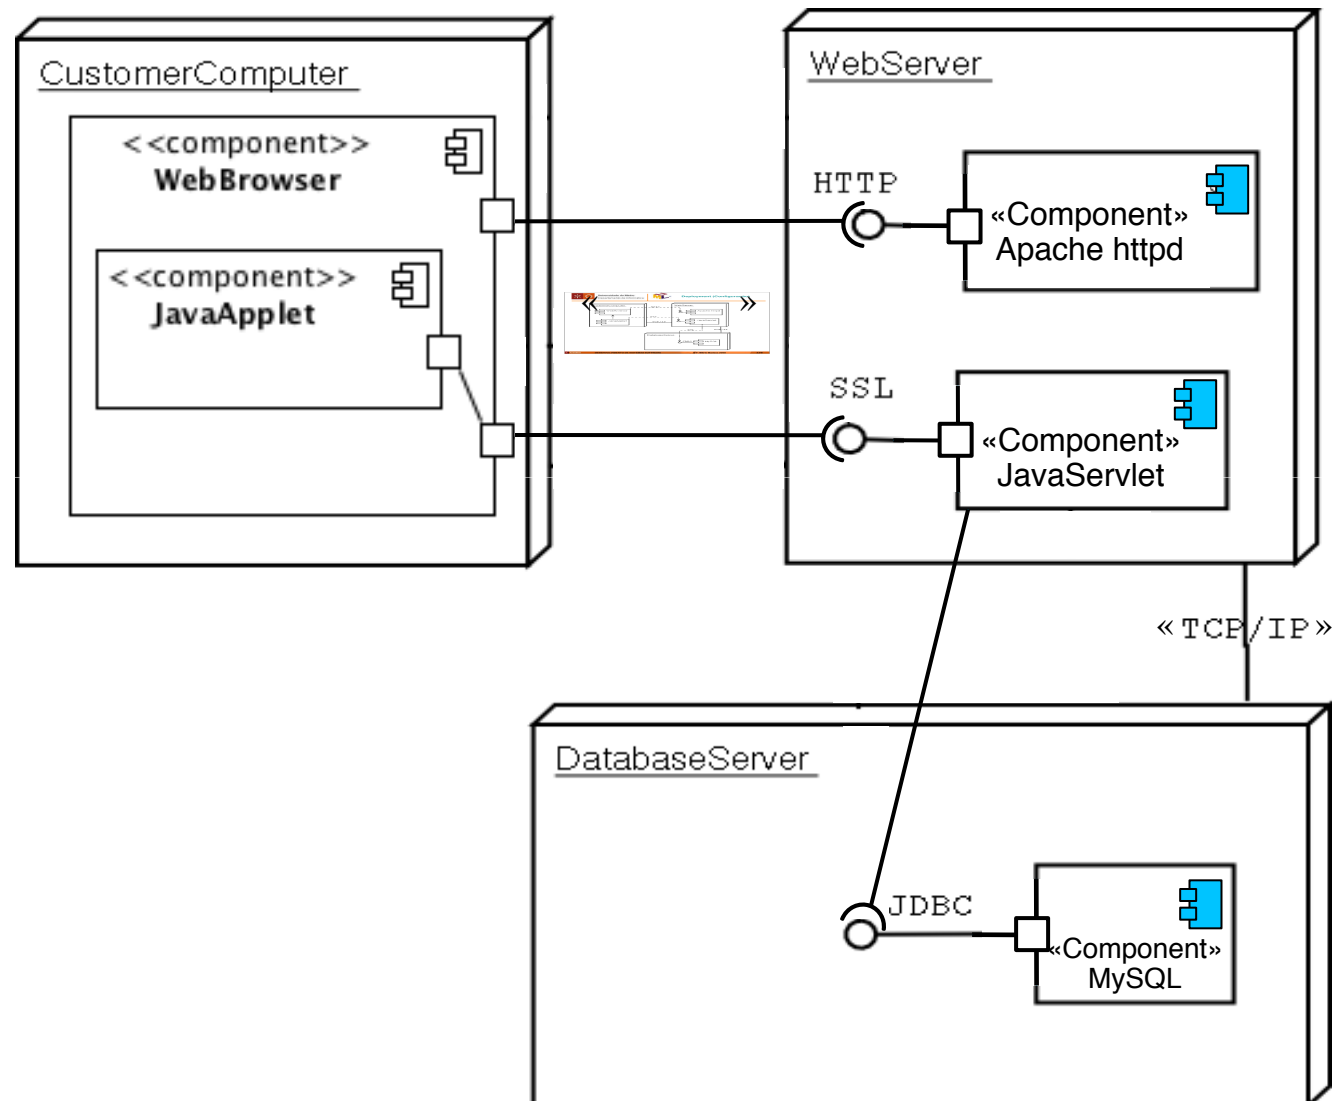 CustomerComputer
<<component>>
WebBrowser
<<component>>
JavaApplet
WebServer
HTTP
«Component»
Apache httpd
« »
SSL
«Component»
JavaServlet
«TCP/IP»
DatabaseServer
JDBC
«Component»
MySQL